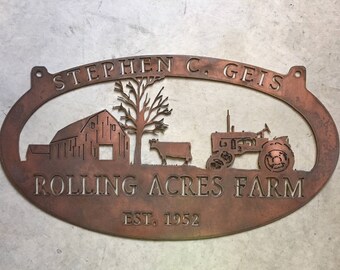 STEPHEN C. GEIS
ROLLING ACRES FARM
EST. 1952